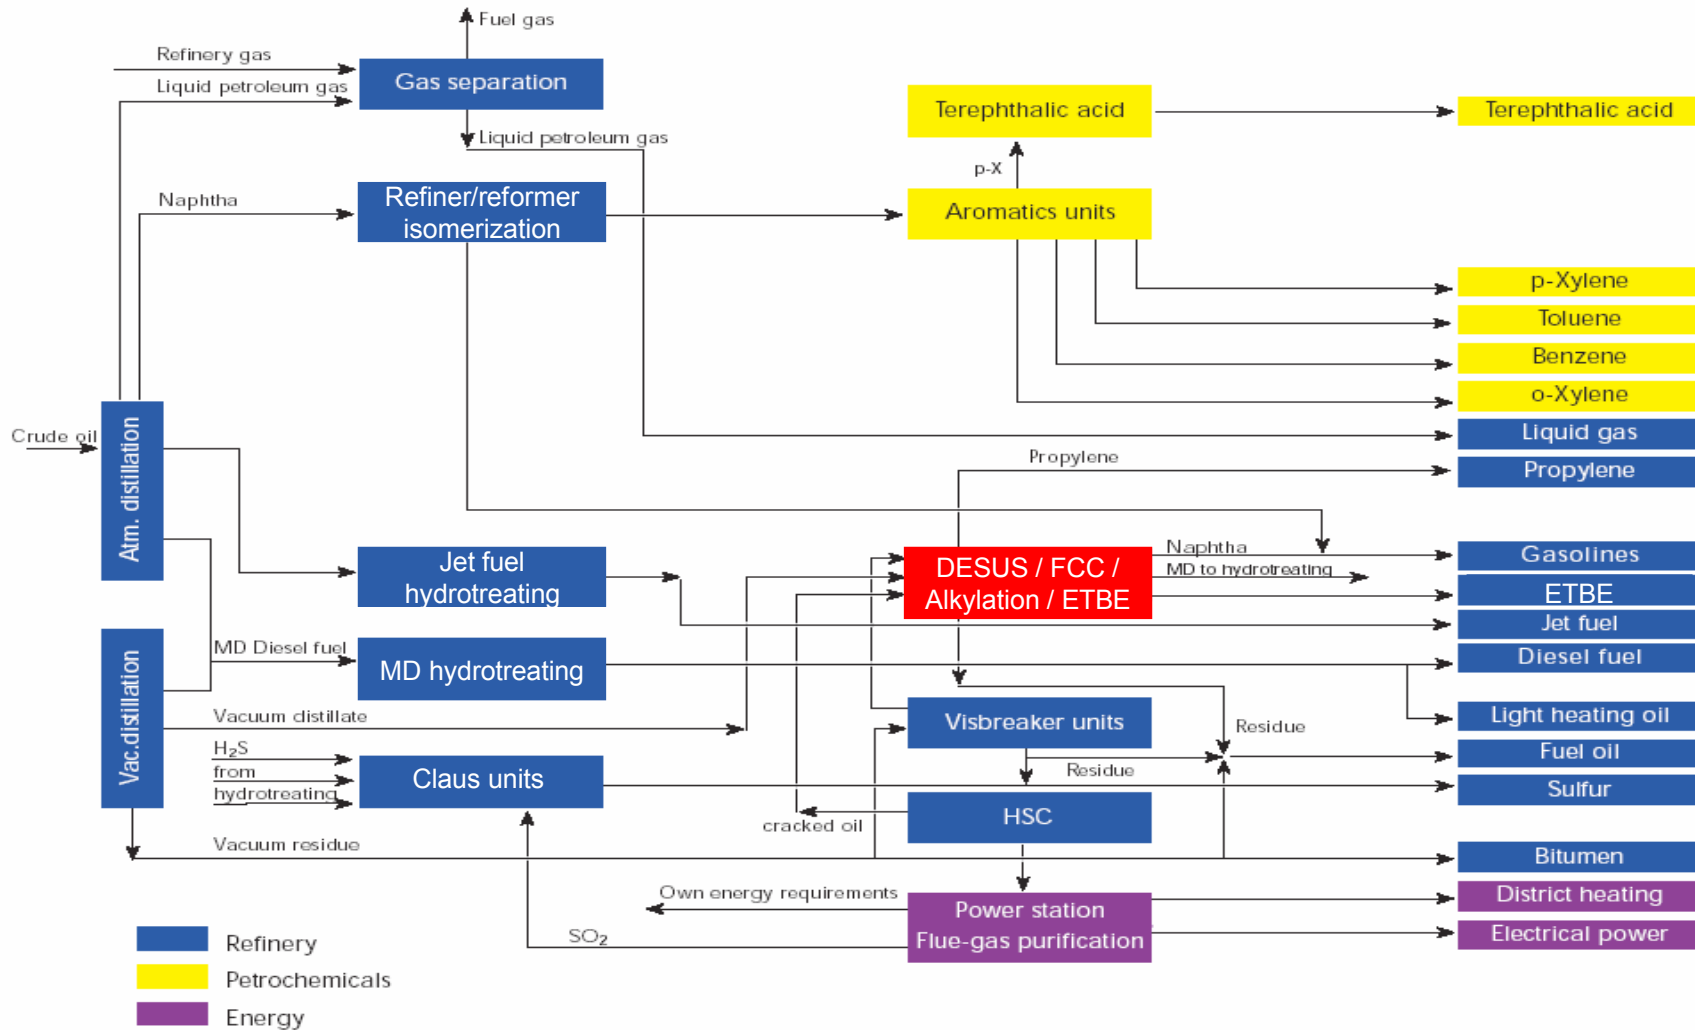 Fuel gas
Refinery gas
Gas separation
Liquid petroleum gas
Terephthalic acid
Terephthalic acid
Liquid petroleum gas
p-X
Naphtha
Refiner/reformer
isomerization
Aromatics units
p-Xylene
Toluene
Benzene
o-Xylene
Crude oil
Atm. distillation
Liquid gas
Propylene
Propylene
Jet fuel
hydrotreating
DESUS / FCC /
Alkylation / ETBE
Naphtha
MD to hydrotreating
Gasolines
ETBE
Jet fuel
Vac.distillation
MD Diesel fuel
MD hydrotreating
Diesel fuel
Vacuum distillate
Visbreaker units
Residue
Light heating oil
H₂S
from
hydrotreating
Claus units
Residue
Fuel oil
Sulfur
cracked oil
HSC
Vacuum residue
Bitumen
Own energy requirements
Power station
Flue-gas purification
District heating
SO₂
Electrical power
Refinery
Petrochemicals
Energy